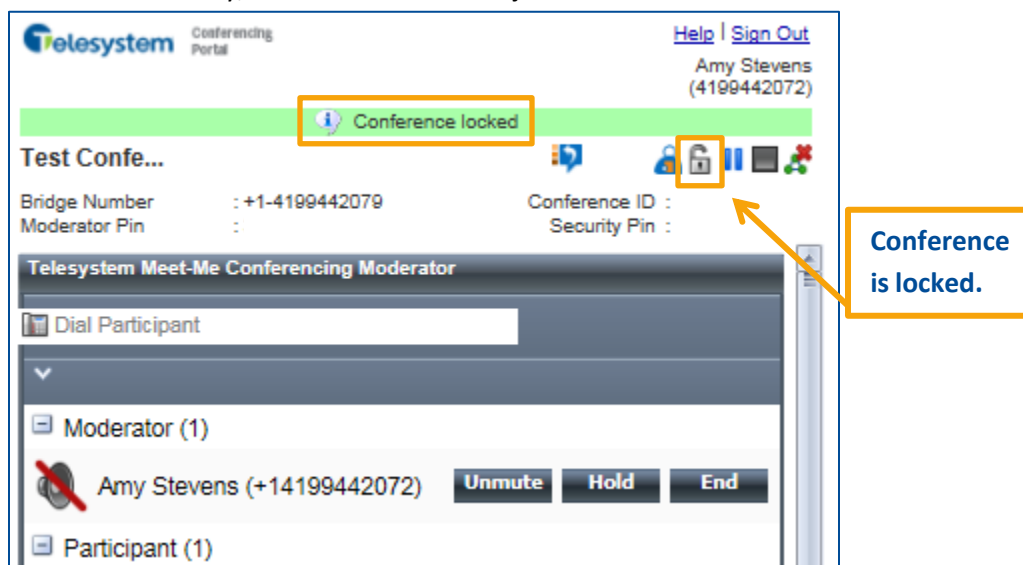 Telesystem Conferencing Portal
Help | Sign Out
Amy Stevens
(4199442072)
Conference locked
Test Confe...
Bridge Number : +1-4199442079 Conference ID :
Moderator Pin : Security Pin :
Conference is locked.
Telesystem Meet-Me Conferencing Moderator
Dial Participant
Moderator (1)
Amy Stevens (+14199442072) Unmute Hold End
Participant (1)